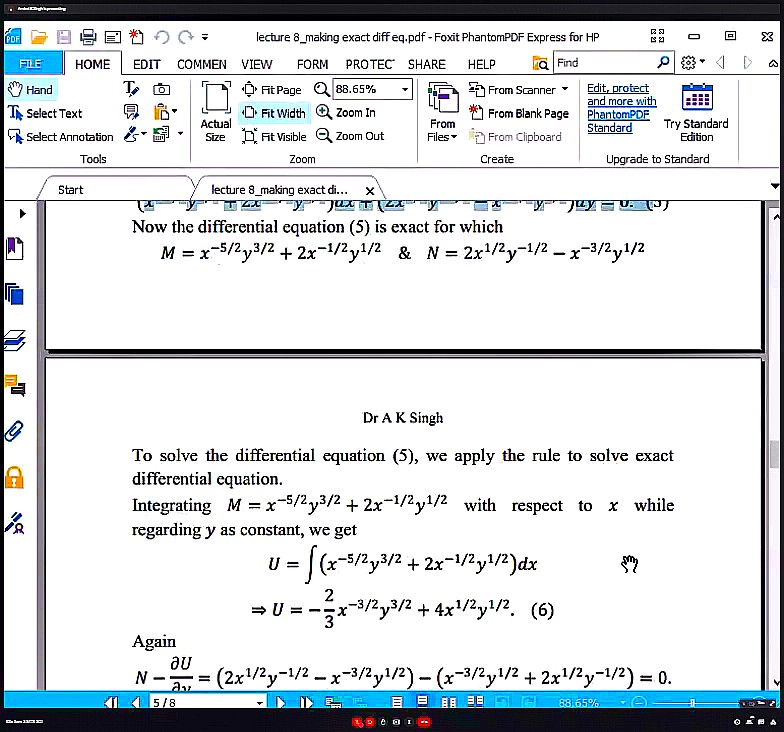 lecture 8_making exact diff eq.pdf - Foxit PhantomPDF Express for HP
FILE HOME EDIT COMMEN VIEW FORM PROTEC SHARE HELP Find
Hand
Select Text
Select Annotation
Tools
Actual Size
Fit Page
Fit Width
Fit Visible
88.65%
Zoom In
Zoom Out
Zoom
From Files
From Scanner
From Blank Page
From Clipboard
Create
Edit, protect
and more with
PhantomPDF
Standard
Try Standard
Edition
Upgrade to Standard
Start
lecture 8_making exact di... x
Now the differential equation (5) is exact for which
M = x^{-5/2}y^{3/2} + 2x^{-1/2}y^{1/2} & N = 2x^{1/2}y^{-1/2} − x^{-3/2}y^{1/2}
Dr A K Singh
To solve the differential equation (5), we apply the rule to solve exact
differential equation.
Integrating M = x^{-5/2}y^{3/2} + 2x^{-1/2}y^{1/2} with respect to x while
regarding y as constant, we get
U = ∫(x^{-5/2}y^{3/2} + 2x^{-1/2}y^{1/2})dx
⇒ U = −2/3 x^{-3/2}y^{3/2} + 4x^{1/2}y^{1/2}. (6)
Again
N − ∂U/∂y = (2x^{1/2}y^{-1/2} − x^{-3/2}y^{1/2}) − (x^{-3/2}y^{1/2} + 2x^{1/2}y^{-1/2}) = 0.
5 / 8
88.65%